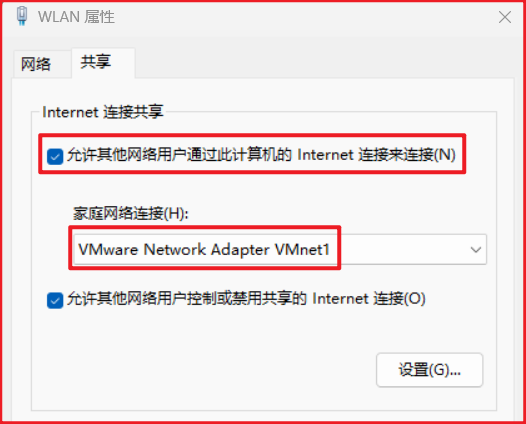 WLAN 属性
网络
共享
Internet 连接共享
允许其他网络用户通过此计算机的 Internet 连接来连接(N)
家庭网络连接(H):
VMware Network Adapter VMnet1
允许其他网络用户控制或禁用共享的 Internet 连接(O)
设置(G)...